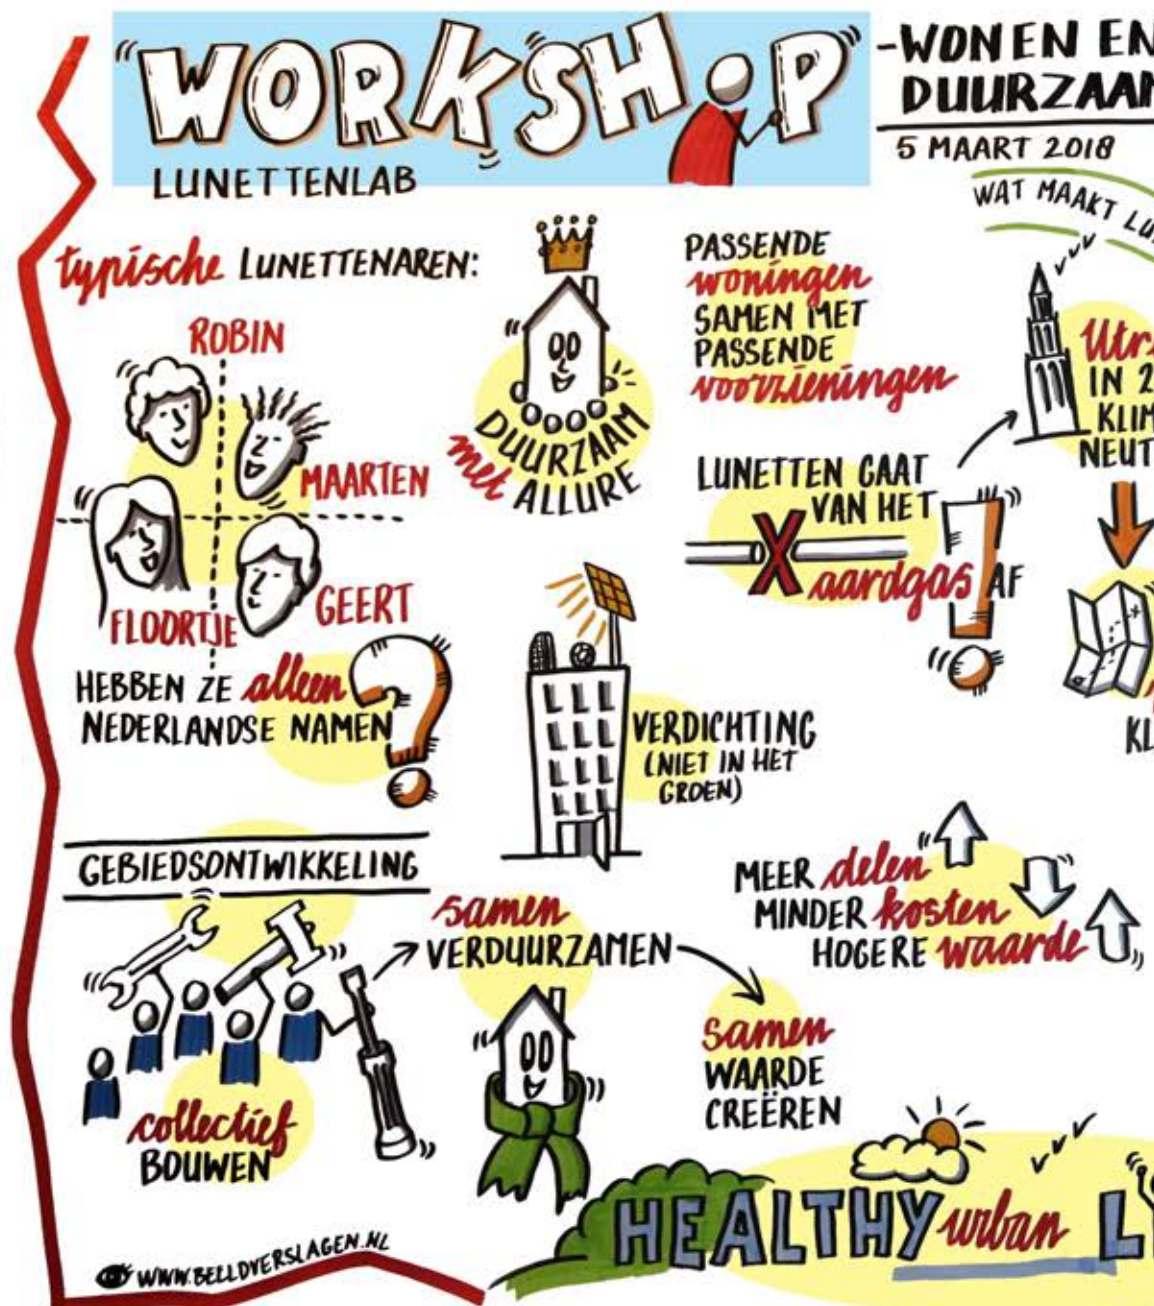 WORKSHOP
LUNETTENLAB
-WONEN EN
5 MAART 2018
WAT MAAKT
typische LUNETTENAREN:
ROBIN
MAARTEN
FLOORTJE
GEERT
HEBBEN ZE alleen
NEDERLANDSE NAMEN?
DUURZAAM
met ALLURE
PASSENDE
woningen
SAMEN MET
PASSENDE
voorzieningen
LUNETTEN GAAT
VAN HET
aardgas AF!
IN
VERDICHTING
(NIET IN HET
GROEN)
GEBIEDSONTWIKKELING
collectief
BOUWEN
samen
VERDUURZAMEN
samen
WAARDE
CREËREN
MEER delen
MINDER kosten
HOGERE waarde
HEALTHY urban
WWW.BEELDVERSLAGEN.NL